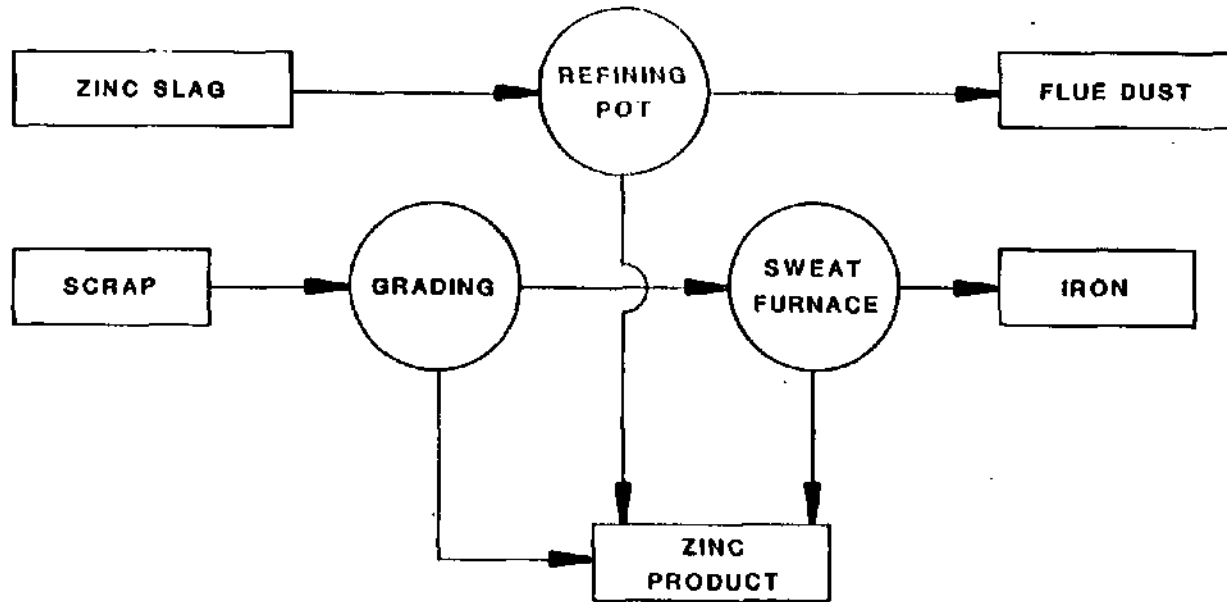 ZINC SLAG
REFINING
POT
FLUE DUST
SCRAP
GRADING
SWEAT
FURNACE
IRON
ZINC
PRODUCT